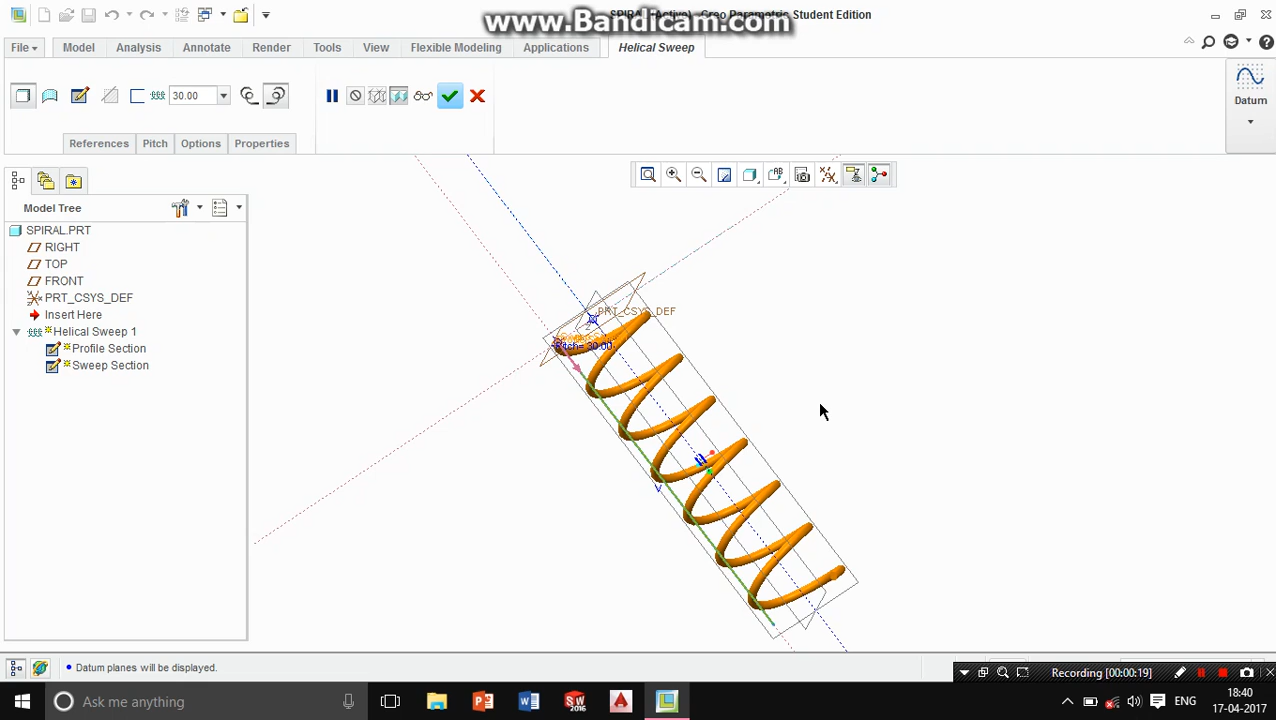 www.Bandicam.com
SPIRAL (Active) - Creo Parametric Student Edition
File
Model
Analysis
Annotate
Render
Tools
View
Flexible Modeling
Applications
Helical Sweep
30.00
References
Pitch
Options
Properties
Datum
Model Tree
SPIRAL.PRT
RIGHT
TOP
FRONT
PRT_CSYS_DEF
Insert Here
Helical Sweep 1
Profile Section
Sweep Section
PRT_CSYS_DEF
Pitch= 30.00
Datum planes will be displayed.
Recording [00:00:19]
Ask me anything
ENG
18:40
17-04-2017